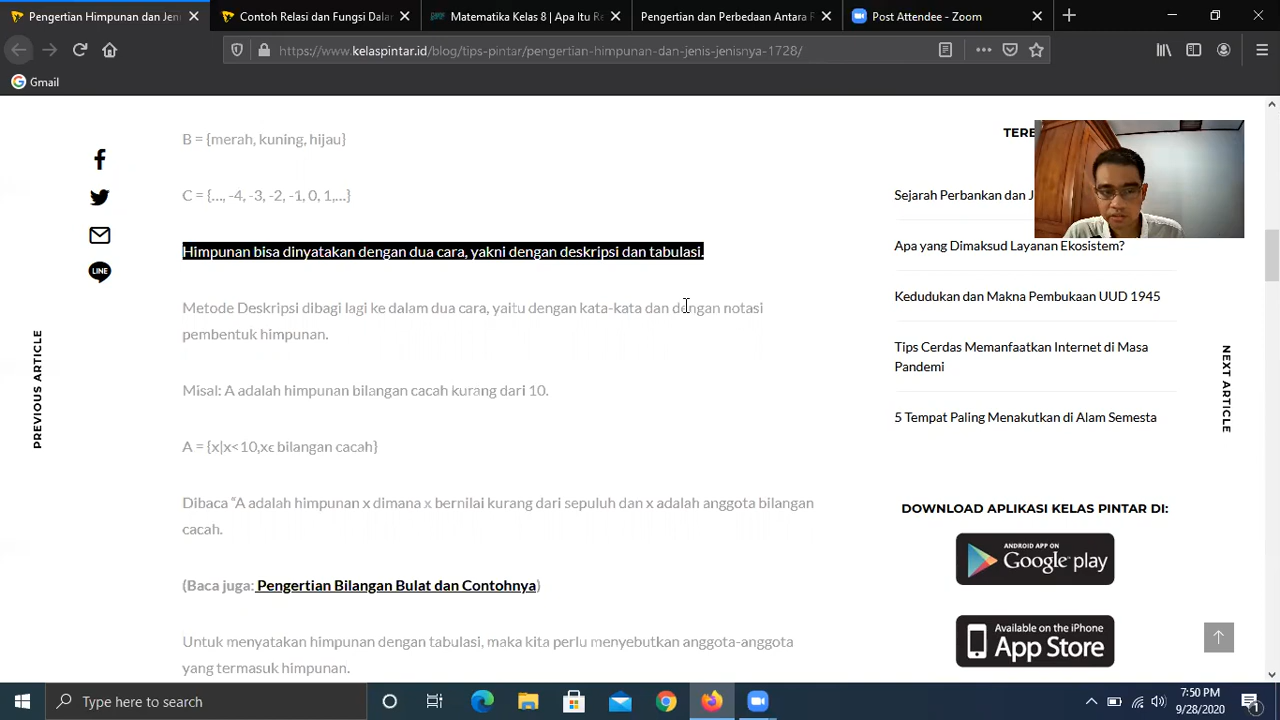 Pengertian Himpunan dan Jeni
Contoh Relasi dan Fungsi Dalar
Matematika Kelas 8 | Apa Itu Re
Pengertian dan Perbedaan Antara F
Post Attendee - Zoom
https://www.kelaspintar.id/blog/tips-pintar/pengertian-himpunan-dan-jenis-jenisnya-1728/
Gmail
B = {merah, kuning, hijau}
C = {..., -4, -3, -2, -1, 0, 1,...}
Himpunan bisa dinyatakan dengan dua cara, yakni dengan deskripsi dan tabulasi.
Metode Deskripsi dibagi lagi ke dalam dua cara, yaitu dengan kata-kata dan dengan notasi
pembentuk himpunan.
Misal: A adalah himpunan bilangan cacah kurang dari 10.
A = {x|x<10,xϵ bilangan cacah}
Dibaca “A adalah himpunan x dimana x bernilai kurang dari sepuluh dan x adalah anggota bilangan
cacah.
(Baca juga: Pengertian Bilangan Bulat dan Contohnya)
Untuk menyatakan himpunan dengan tabulasi, maka kita perlu menyebutkan anggota-anggota
yang termasuk himpunan.
LINE
PREVIOUS ARTICLE
TERE
Sejarah Perbankan dan J
Apa yang Dimaksud Layanan Ekosistem?
Kedudukan dan Makna Pembukaan UUD 1945
Tips Cerdas Memanfaatkan Internet di Masa
Pandemi
5 Tempat Paling Menakutkan di Alam Semesta
NEXT ARTICLE
DOWNLOAD APLIKASI KELAS PINTAR DI:
ANDROID APP ON
Google play
Available on the iPhone
App Store
Type here to search
7:50 PM
9/28/2020
1